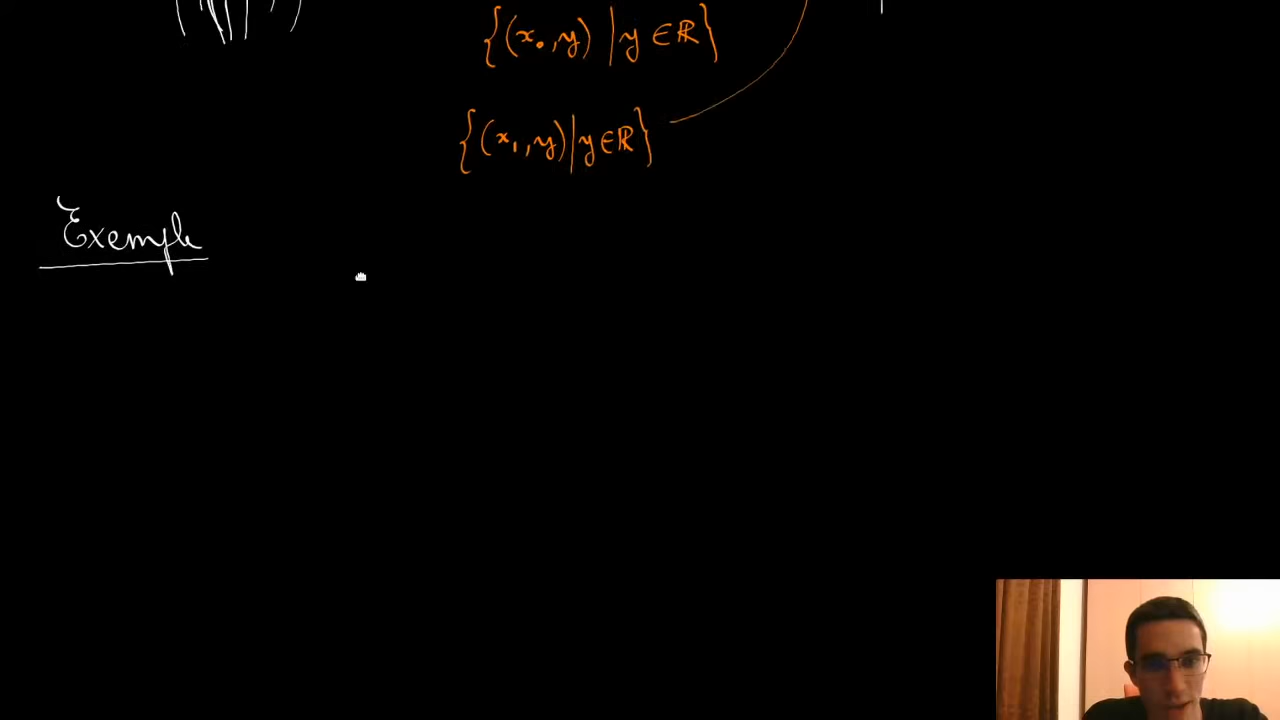 {(x₀,y) | y ∈ ℝ}
{(x₁,y) | y ∈ ℝ}
Exemple